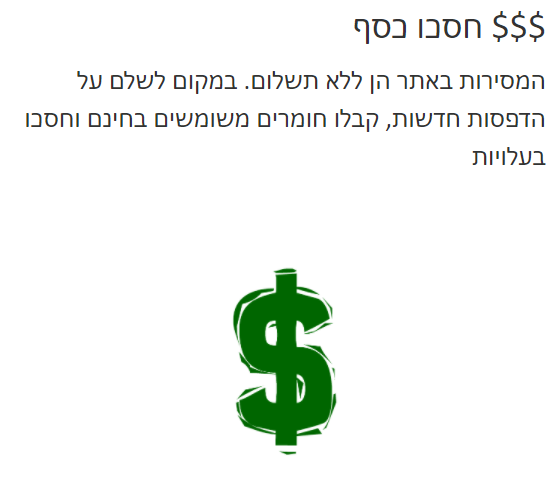 $$$ חסכו כסף
המסירות באתר הן ללא תשלום. במקום לשלם על
הדפסות חדשות, קבלו חומרים משומשים בחינם וחסכו
בעלויות
$